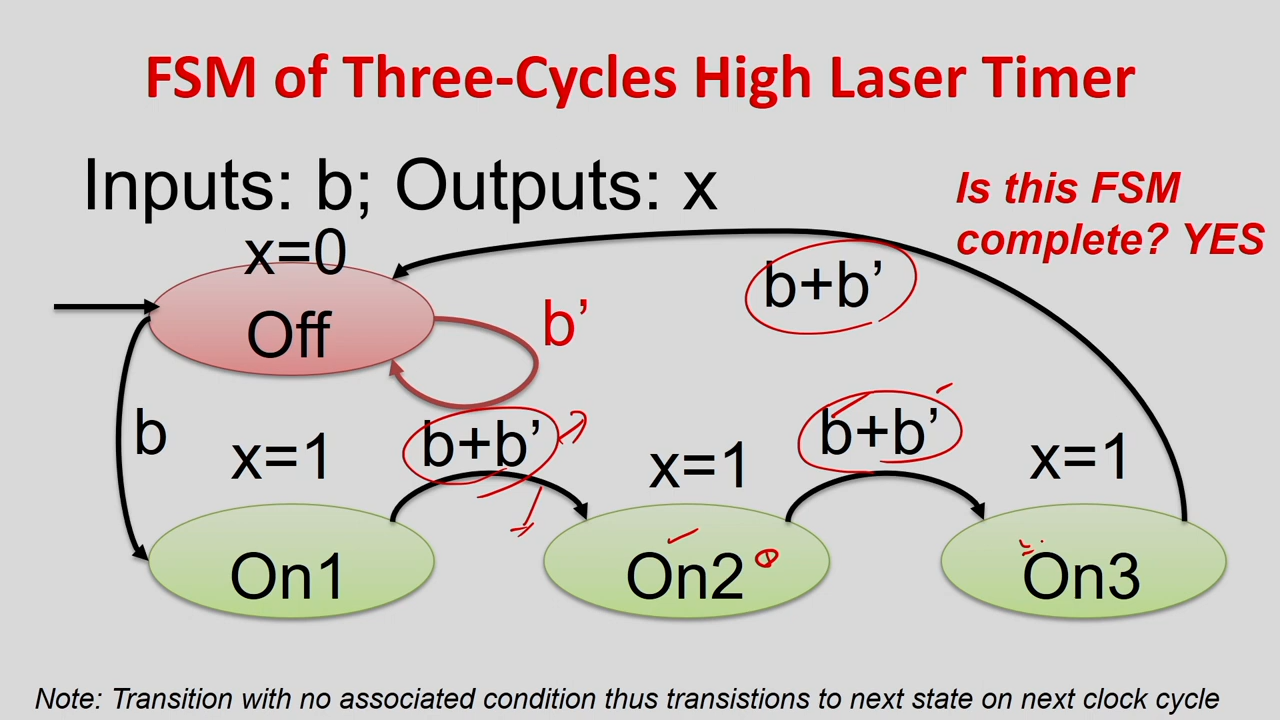 FSM of Three-Cycles High Laser Timer
Inputs: b; Outputs: x
Is this FSM
complete? YES
x=0
Off
b'
b+b'
b
x=1
b+b'
x=1
b+b'
x=1
On1
On2
On3
Note: Transition with no associated condition thus transistions to next state on next clock cycle